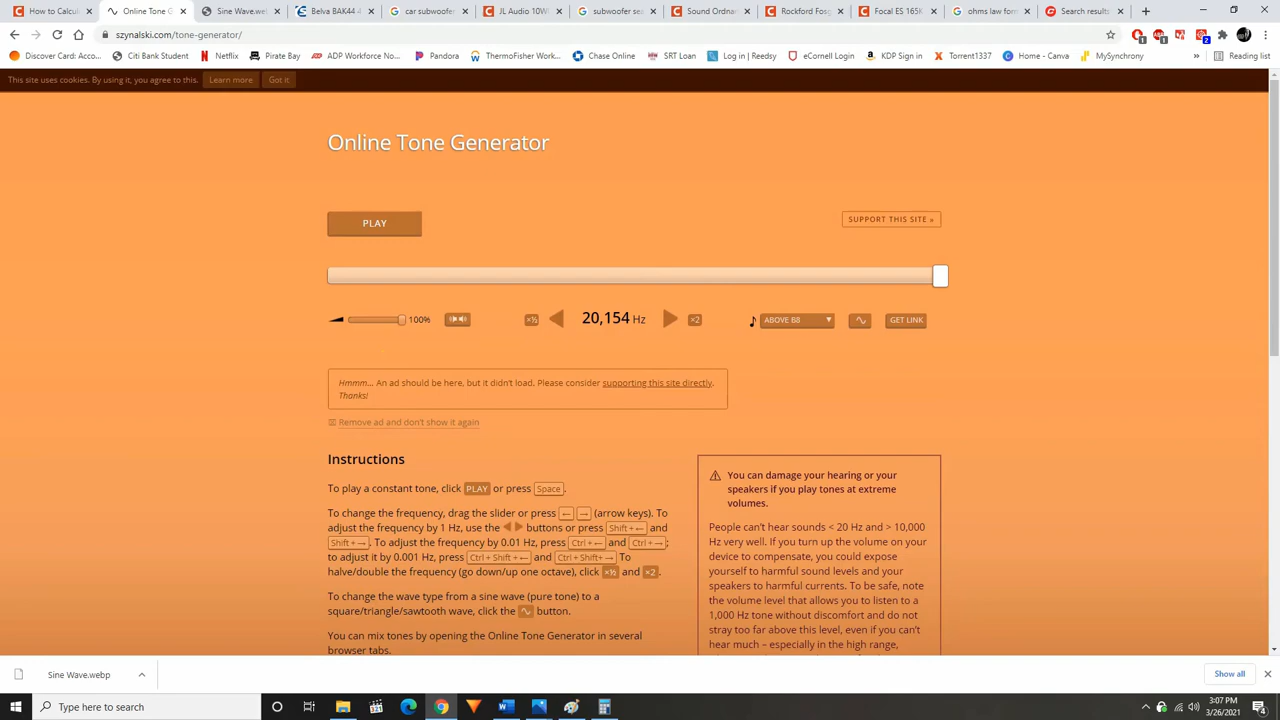 How to Calcul
Online Tone G
Sine Wave.we
Belva BAK44 4
car subwoofer
JL Audio 10W
subwoofer se
Sound Ordna
Rockford Fos
Focal ES 165K
ohms law for
Search results
szynalski.com/tone-generator/
Discover Card: Acco...
Citi Bank Student
Netflix
Pirate Bay
ADP Workforce No...
Pandora
ThermoFisher Worf...
Chase Online
SRT Loan
Log in | Reedsy
eCornell Login
KDP Sign in
Torrent1337
Home - Canva
MySynchrony
»
Reading list
This site uses cookies. By using it, you agree to this. Learn more Got it
Online Tone Generator
PLAY
SUPPORT THIS SITE »
100%
×½
20,154 Hz
×2
ABOVE B8
GET LINK
Hmmm... An ad should be here, but it didn't load. Please consider supporting this site directly.
Thanks!
Remove ad and don't show it again
Instructions
To play a constant tone, click PLAY or press Space.
To change the frequency, drag the slider or press ← → (arrow keys). To
adjust the frequency by 1 Hz, use the buttons or press Shift + ← and
Shift + →. To adjust the frequency by 0.01 Hz, press Ctrl + ← and Ctrl + →;
to adjust it by 0.001 Hz, press Ctrl + Shift + ← and Ctrl + Shift + → To
halve/double the frequency (go down/up one octave), click ×½ and ×2.
To change the wave type from a sine wave (pure tone) to a
square/triangle/sawtooth wave, click the button.
You can mix tones by opening the Online Tone Generator in several
browser tabs.
You can damage your hearing or your
speakers if you play tones at extreme
volumes.
People can't hear sounds < 20 Hz and > 10,000
Hz very well. If you turn up the volume on your
device to compensate, you could expose
yourself to harmful sound levels and your
speakers to harmful currents. To be safe, note
the volume level that allows you to listen to a
1,000 Hz tone without discomfort and do not
stray too far above this level, even if you can't
hear much – especially in the high range,
Sine Wave.webp
Show all
Type here to search
3:07 PM
3/26/2021